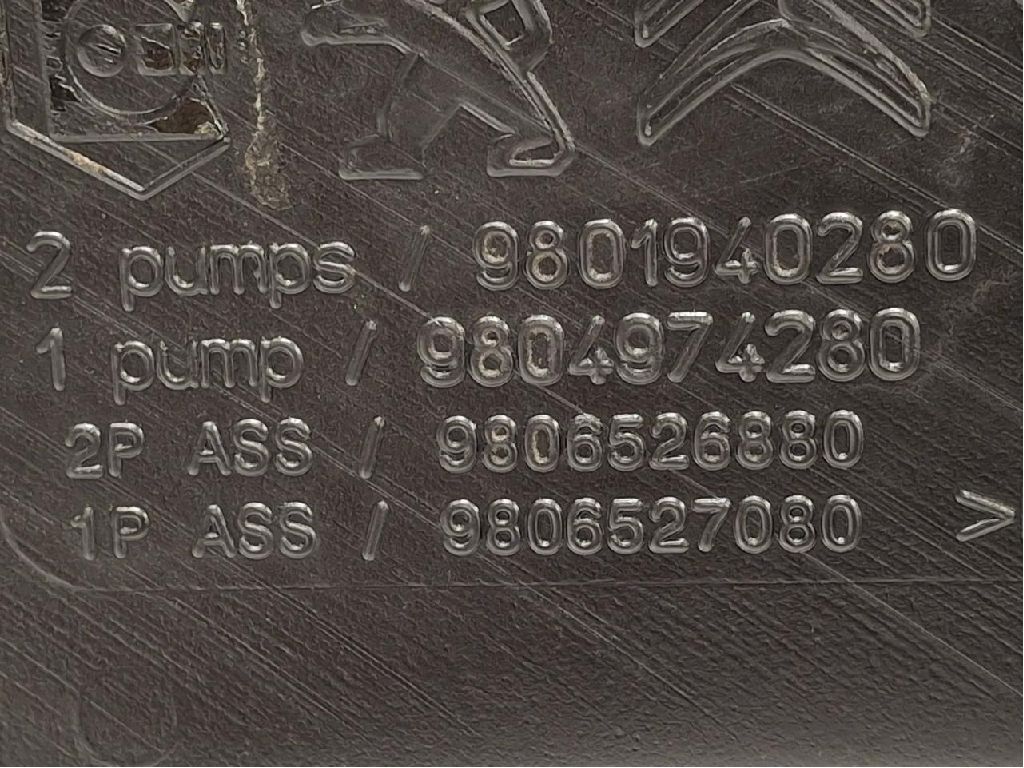 2 pumps / 9801940280
1 pump / 9804974280
2P ASS / 9806526880
1P ASS / 9806527080 >